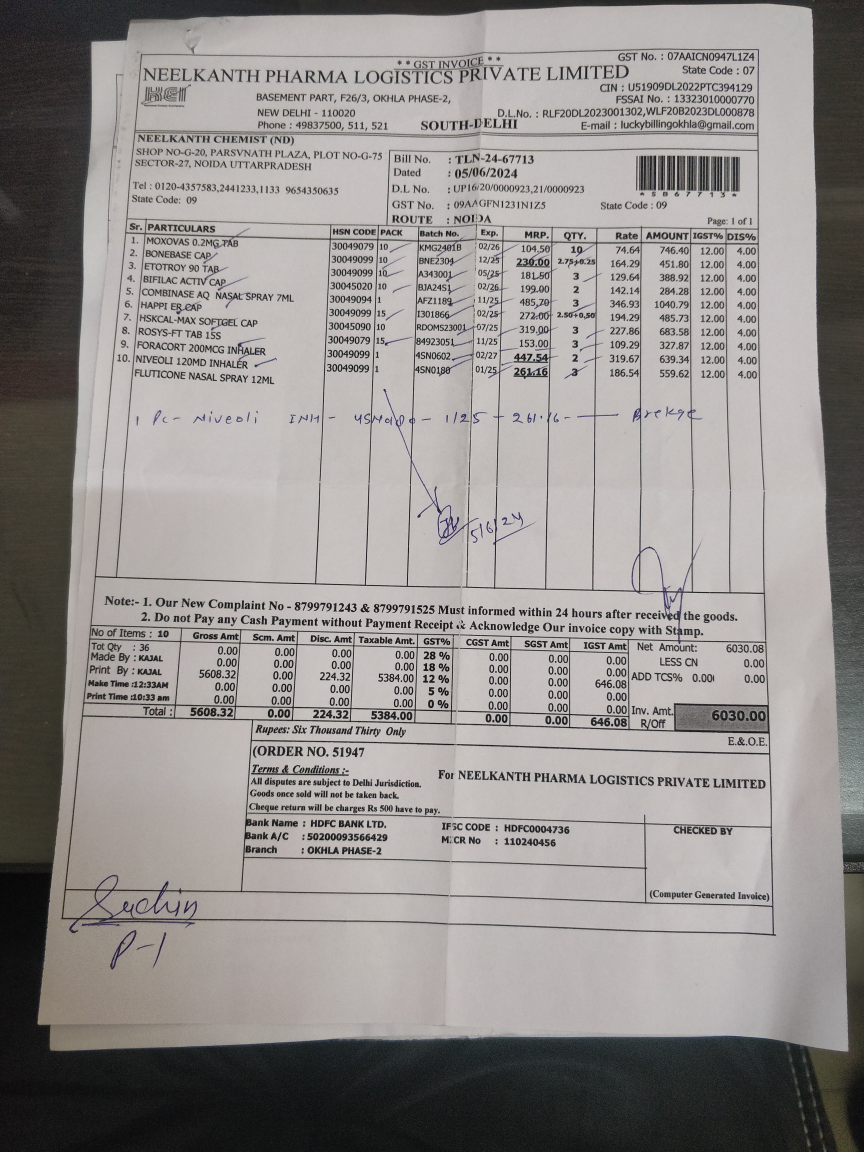 * * GST INVOICE * *
GST No. : 07AAICN0947L1Z4
NEELKANTH PHARMA LOGISTICS PRIVATE LIMITED
State Code : 07
CIN : U51909DL2022PTC394129
BASEMENT PART, F26/3, OKHLA PHASE-2,
FSSAI No. : 13323010000770
NEW DELHI - 110020
D.L.No. : RLF20DL2023001302,WLF20B2023DL000878
Phone : 49837500, 511, 521
SOUTH-DELHI
E-mail : luckybillingokhla@gmail.com
NEELKANTH CHEMIST (ND)
SHOP NO-G-20, PARSVNATH PLAZA, PLOT NO-G-75
SECTOR-27, NOIDA UTTARPRADESH
Tel : 0120-4357583,2441233,1133 9654350635
State Code: 09
Bill No. : TLN-24-67713
Dated : 05/06/2024
D.L No. : UP16/20/0000923,21/0000923
GST No. : 09AAGFN1231N1Z5 State Code : 09
ROUTE : NOIDA
*5867713*
Page: 1 of 1
Sr. PARTICULARS HSN CODE PACK Batch No. Exp. MRP. QTY. Rate AMOUNT IGST% DIS%
1. MOXOVAS 0.2MG TAB 30049079 10 KMG2401B 02/26 104.50 10 74.64 746.40 12.00 4.00
2. BONEBASE CAP 30049099 10 BNE2304 12/25 230.00 2.75+0.25 164.29 451.80 12.00 4.00
3. ETOTROY 90 TAB 30049099 10 A343001 05/25 181.50 3 129.64 388.92 12.00 4.00
4. BIFILAC ACTIV CAP 30045020 10 BJA2451 02/26 199.00 2 142.14 284.28 12.00 4.00
5. COMBINASE AQ NASAL SPRAY 7ML 30049094 1 AFZ1189 11/25 485.70 3 346.93 1040.79 12.00 4.00
6. HAPPI ER CAP 30049099 15 I301866 02/25 272.00 2.50+0.50 194.29 485.73 12.00 4.00
7. HSKCAL-MAX SOFTGEL CAP 30045090 10 RDOMS23001 07/25 319.00 3 227.86 683.58 12.00 4.00
8. ROSYS-FT TAB 15S 30049079 15 84923051 11/25 153.00 3 109.29 327.87 12.00 4.00
9. FORACORT 200MCG INHALER 30049099 1 4SN0602 02/27 447.54 2 319.67 639.34 12.00 4.00
10. NIVEOLI 120MD INHALER 30049099 1 4SN0180 01/25 261.16 3 186.54 559.62 12.00 4.00
FLUTICONE NASAL SPRAY 12ML
1 Pc - Niveoli INH - - 1/25 - 261.16 - Brekge
5/6/24
Note:- 1. Our New Complaint No - 8799791243 & 8799791525 Must informed within 24 hours after received the goods.
2. Do not Pay any Cash Payment without Payment Receipt & Acknowledge Our invoice copy with Stamp.
No of Items : 10
Tot Qty : 36
Made By : KAJAL
Print By : KAJAL
Make Time :12:33AM
Print Time :10:33 am
Gross Amt Scm. Amt Disc. Amt Taxable Amt. GST% CGST Amt SGST Amt IGST Amt
0.00 0.00 0.00 0.00 28 % 0.00 0.00 0.00
0.00 0.00 0.00 0.00 18 % 0.00 0.00 0.00
5608.32 0.00 224.32 5384.00 12 % 0.00 0.00 646.08
0.00 0.00 0.00 0.00 5 % 0.00 0.00 0.00
0.00 0.00 0.00 0.00 0 % 0.00 0.00 0.00
Total : 5608.32 0.00 224.32 5384.00 0.00 0.00 646.08
Net Amount: 6030.08
LESS CN 0.00
ADD TCS% 0.00 0.00
Inv. Amt. 6030.00
R/Off
Rupees: Six Thousand Thirty Only
E.&.O.E.
(ORDER NO. 51947
Terms & Conditions :-
All disputes are subject to Delhi Jurisdiction.
Goods once sold will not be taken back.
Cheque return will be charges Rs 500 have to pay.
For NEELKANTH PHARMA LOGISTICS PRIVATE LIMITED
Bank Name : HDFC BANK LTD. IFSC CODE : HDFC0004736
Bank A/C : 50200093566429 MICR No : 110240456
Branch : OKHLA PHASE-2
CHECKED BY
(Computer Generated Invoice)
Sachin
P-1